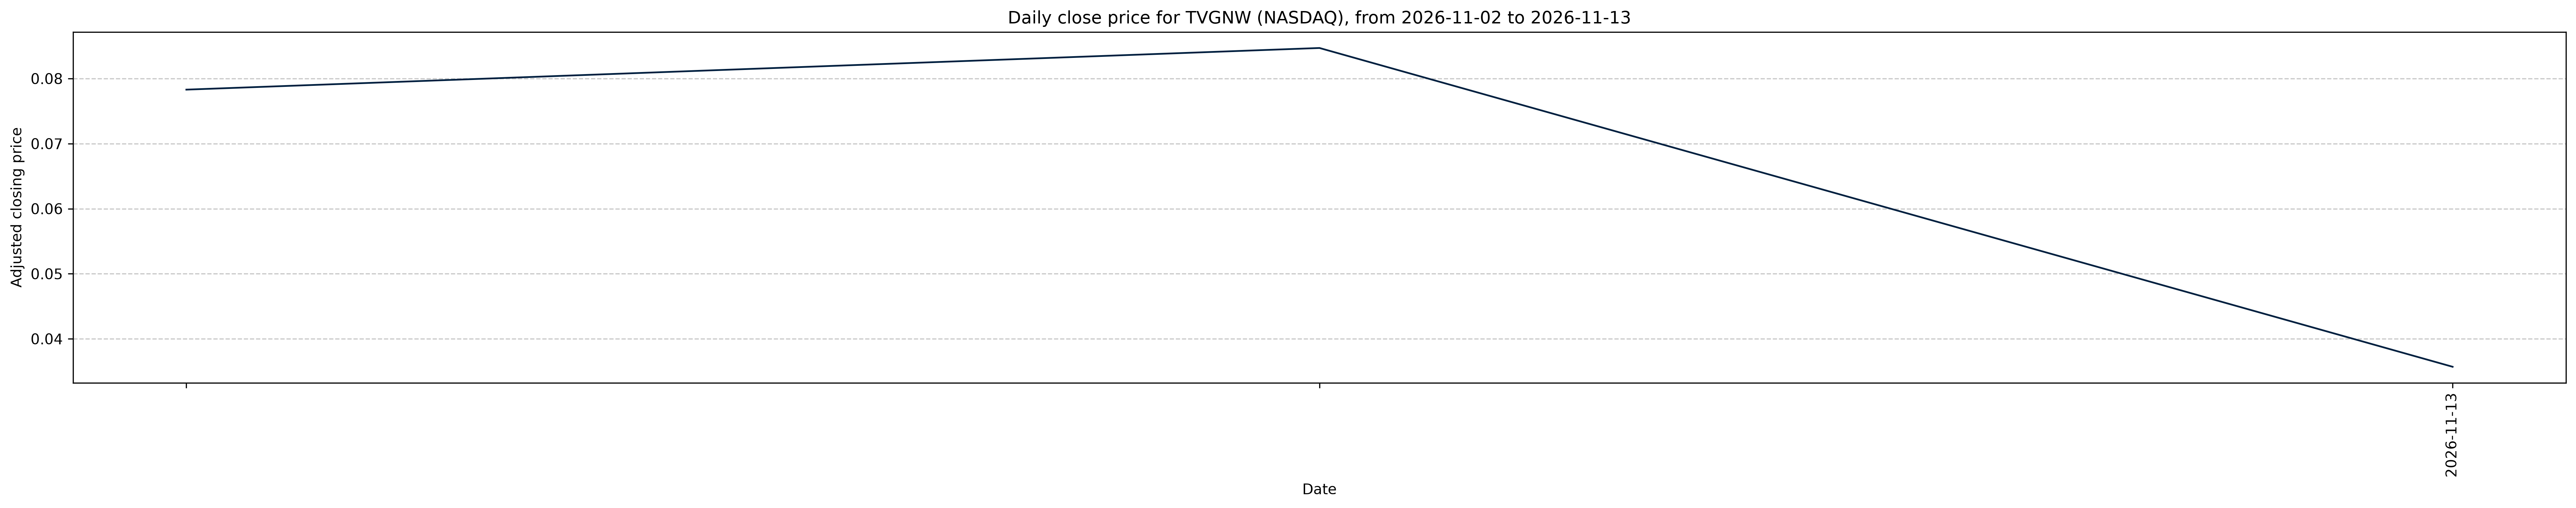 Daily close price for TVGNW (NASDAQ), from 2026-11-02 to 2026-11-13
Adjusted closing price
0.08
0.07
0.06
0.05
0.04
2026-11-13
Date